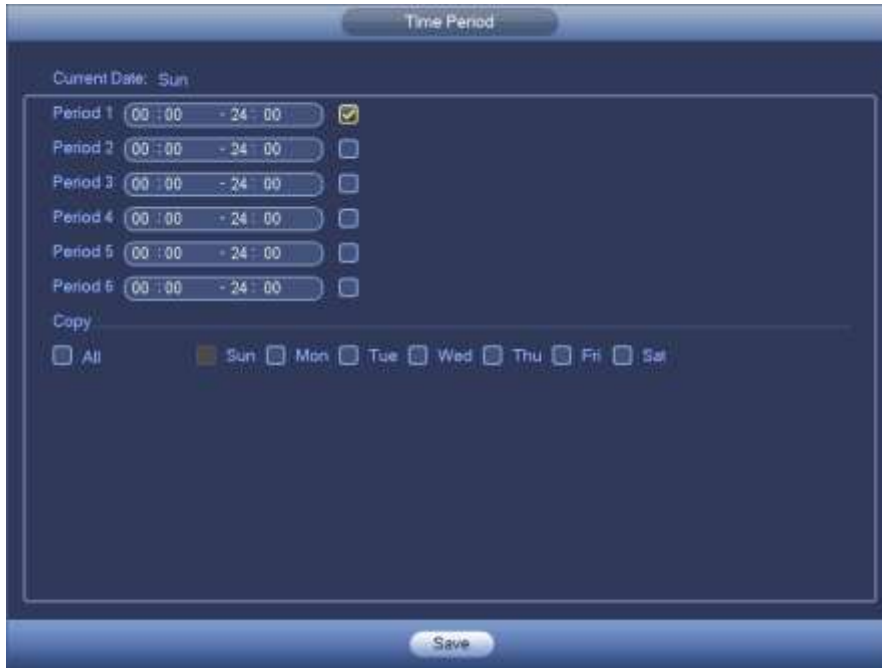 Time Period
Current Date: Sun
Period 1 00 :00 - 24 : 00
Period 2 00 :00 - 24 : 00
Period 3 00 :00 - 24 : 00
Period 4 00 :00 - 24 : 00
Period 5 00 :00 - 24 : 00
Period 6 00 :00 - 24 : 00
Copy
All Sun Mon Tue Wed Thu Fri Sat
Save